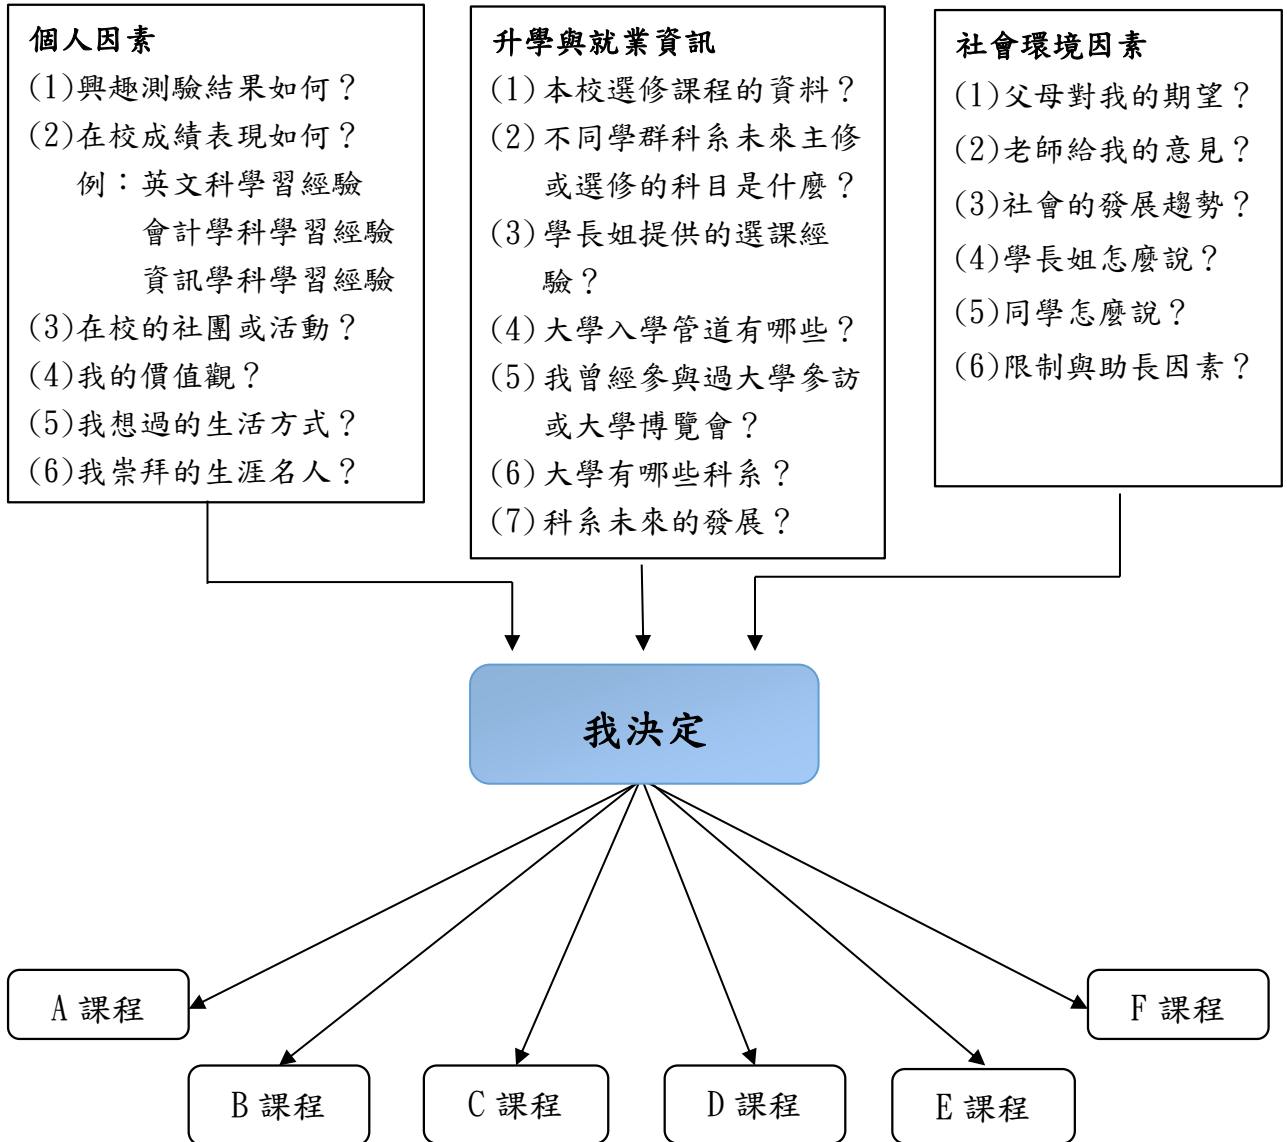 個人因素
(1)興趣測驗結果如何？
(2)在校成績表現如何？
例：英文科學習經驗
會計學科學習經驗
資訊學科學習經驗
(3)在校的社團或活動？
(4)我的價值觀？
(5)我想過的生活方式？
(6)我崇拜的生涯名人？
升學與就業資訊
(1)本校選修課程的資料？
(2)不同學群科系未來主修
或選修的科目是什麼？
(3)學長姐提供的選課經
驗？
(4)大學入學管道有哪些？
(5)我曾經參與過大學參訪
或大學博覽會？
(6)大學有哪些科系？
(7)科系未來的發展？
社會環境因素
(1)父母對我的期望？
(2)老師給我的意見？
(3)社會的發展趨勢？
(4)學長姐怎麼說？
(5)同學怎麼說？
(6)限制與助長因素？
我決定
A 課程
B 課程
C 課程
D 課程
E 課程
F 課程